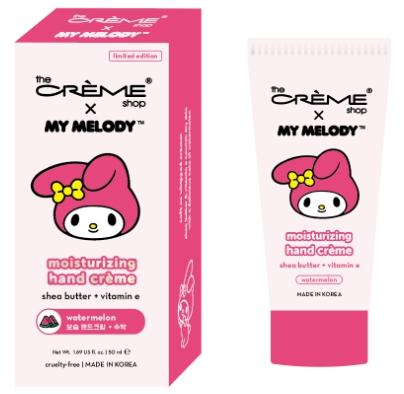 limited edition
the
CRÈME®
shop
×
MY MELODY™
moisturizing
hand crème
shea butter + vitamin e
watermelon
보습 핸드크림 + 수박
Net Wt. 1.69 US fl. oz. | 50 ml ℮
cruelty-free | MADE IN KOREA
the
CRÈME®
shop
×
MY MELODY™
moisturizing
hand crème
shea butter + vitamin e
watermelon
MADE IN KOREA